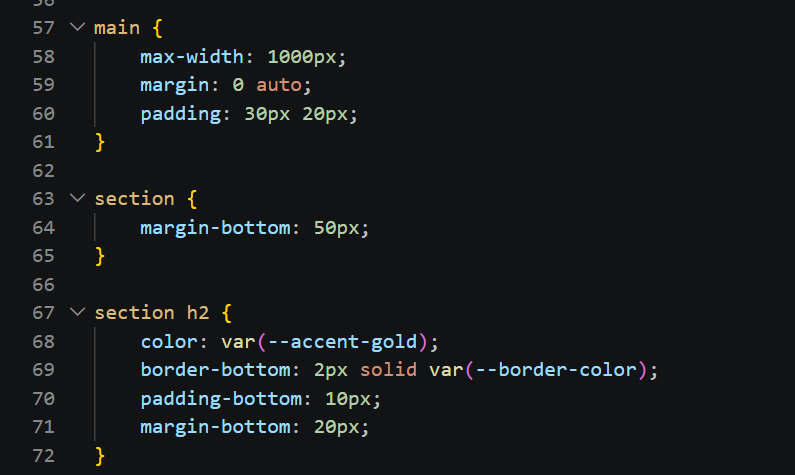 56
57 main {
58 max-width: 1000px;
59 margin: 0 auto;
60 padding: 30px 20px;
61 }
62
63 section {
64 margin-bottom: 50px;
65 }
66
67 section h2 {
68 color: var(--accent-gold);
69 border-bottom: 2px solid var(--border-color);
70 padding-bottom: 10px;
71 margin-bottom: 20px;
72 }